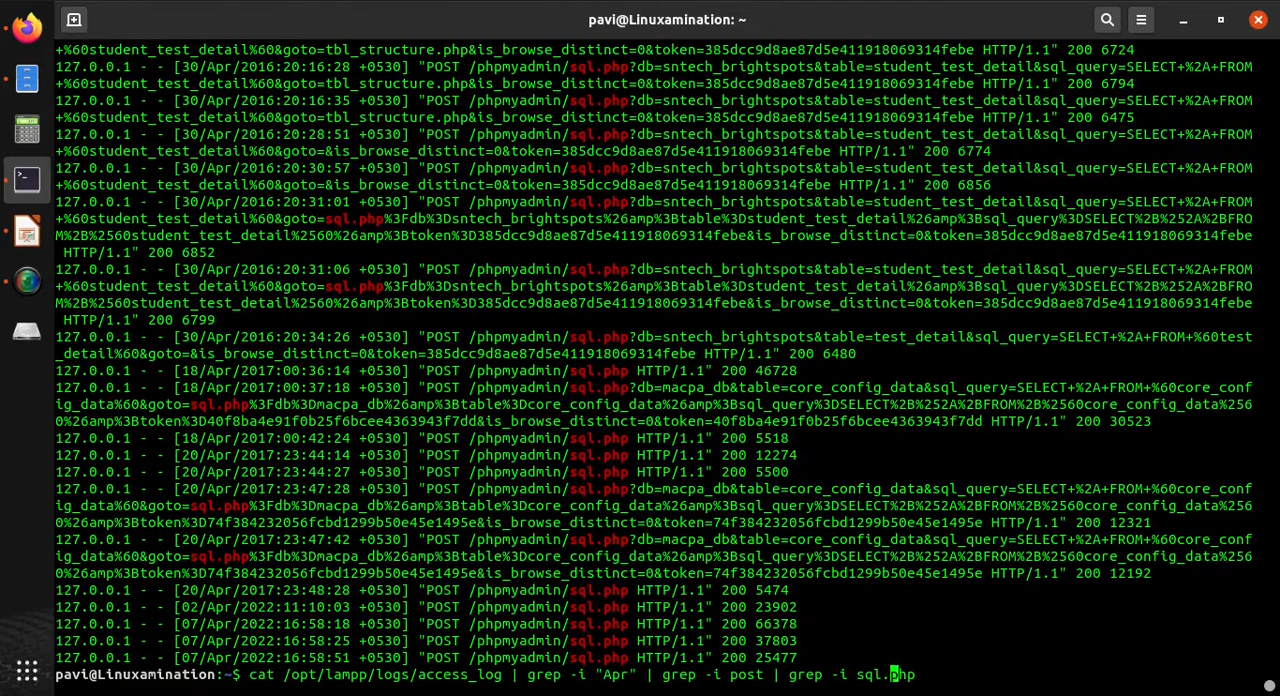 pavi@Linuxamination: ~
+%60student_test_detail%60&goto=tbl_structure.php&is_browse_distinct=0&token=385dcc9d8ae87d5e411918069314febe HTTP/1.1" 200 6724
127.0.0.1 - - [30/Apr/2016:20:16:28 +0530] "POST /phpmyadmin/sql.php?db=sntech_brightspots&table=student_test_detail&sql_query=SELECT+%2A+FROM
+%60student_test_detail%60&goto=tbl_structure.php&is_browse_distinct=0&token=385dcc9d8ae87d5e411918069314febe HTTP/1.1" 200 6794
127.0.0.1 - - [30/Apr/2016:20:16:35 +0530] "POST /phpmyadmin/sql.php?db=sntech_brightspots&table=student_test_detail&sql_query=SELECT+%2A+FROM
+%60student_test_detail%60&goto=tbl_structure.php&is_browse_distinct=0&token=385dcc9d8ae87d5e411918069314febe HTTP/1.1" 200 6475
127.0.0.1 - - [30/Apr/2016:20:28:51 +0530] "POST /phpmyadmin/sql.php?db=sntech_brightspots&table=student_test_detail&sql_query=SELECT+%2A+FROM
+%60student_test_detail%60&goto=&is_browse_distinct=0&token=385dcc9d8ae87d5e411918069314febe HTTP/1.1" 200 6774
127.0.0.1 - - [30/Apr/2016:20:30:57 +0530] "POST /phpmyadmin/sql.php?db=sntech_brightspots&table=student_test_detail&sql_query=SELECT+%2A+FROM
+%60student_test_detail%60&goto=&is_browse_distinct=0&token=385dcc9d8ae87d5e411918069314febe HTTP/1.1" 200 6856
127.0.0.1 - - [30/Apr/2016:20:31:01 +0530] "POST /phpmyadmin/sql.php?db=sntech_brightspots&table=student_test_detail&sql_query=SELECT+%2A+FROM
+%60student_test_detail%60&goto=sql.php%3Fdb%3Dsntech_brightspots%26amp%3Btable%3Dstudent_test_detail%26amp%3Bsql_query%3DSELECT%2B%252A%2BFRO
M%2B%2560student_test_detail%2560%26amp%3Btoken%3D385dcc9d8ae87d5e411918069314febe&is_browse_distinct=0&token=385dcc9d8ae87d5e411918069314febe
HTTP/1.1" 200 6852
127.0.0.1 - - [30/Apr/2016:20:31:06 +0530] "POST /phpmyadmin/sql.php?db=sntech_brightspots&table=student_test_detail&sql_query=SELECT+%2A+FROM
+%60student_test_detail%60&goto=sql.php%3Fdb%3Dsntech_brightspots%26amp%3Btable%3Dstudent_test_detail%26amp%3Bsql_query%3DSELECT%2B%252A%2BFRO
M%2B%2560student_test_detail%2560%26amp%3Btoken%3D385dcc9d8ae87d5e411918069314febe&is_browse_distinct=0&token=385dcc9d8ae87d5e411918069314febe
HTTP/1.1" 200 6799
127.0.0.1 - - [30/Apr/2016:20:34:26 +0530] "POST /phpmyadmin/sql.php?db=sntech_brightspots&table=test_detail&sql_query=SELECT+%2A+FROM+%60test
_detail%60&goto=&is_browse_distinct=0&token=385dcc9d8ae87d5e411918069314febe HTTP/1.1" 200 6480
127.0.0.1 - - [18/Apr/2017:00:36:14 +0530] "POST /phpmyadmin/sql.php HTTP/1.1" 200 46728
127.0.0.1 - - [18/Apr/2017:00:37:18 +0530] "POST /phpmyadmin/sql.php?db=macpa_db&table=core_config_data&sql_query=SELECT+%2A+FROM+%60core_conf
ig_data%60&goto=sql.php%3Fdb%3Dmacpa_db%26amp%3Btable%3Dcore_config_data%26amp%3Bsql_query%3DSELECT%2B%252A%2BFROM%2B%2560core_config_data%256
0%26amp%3Btoken%3D40f8ba4e91f0b25f6bcee4363943f7dd&is_browse_distinct=0&token=40f8ba4e91f0b25f6bcee4363943f7dd HTTP/1.1" 200 30523
127.0.0.1 - - [18/Apr/2017:00:42:24 +0530] "POST /phpmyadmin/sql.php HTTP/1.1" 200 5518
127.0.0.1 - - [20/Apr/2017:23:44:14 +0530] "POST /phpmyadmin/sql.php HTTP/1.1" 200 12274
127.0.0.1 - - [20/Apr/2017:23:44:27 +0530] "POST /phpmyadmin/sql.php HTTP/1.1" 200 5500
127.0.0.1 - - [20/Apr/2017:23:47:28 +0530] "POST /phpmyadmin/sql.php?db=macpa_db&table=core_config_data&sql_query=SELECT+%2A+FROM+%60core_conf
ig_data%60&goto=sql.php%3Fdb%3Dmacpa_db%26amp%3Btable%3Dcore_config_data%26amp%3Bsql_query%3DSELECT%2B%252A%2BFROM%2B%2560core_config_data%256
0%26amp%3Btoken%3D74f384232056fcbd1299b50e45e1495e&is_browse_distinct=0&token=74f384232056fcbd1299b50e45e1495e HTTP/1.1" 200 12321
127.0.0.1 - - [20/Apr/2017:23:47:42 +0530] "POST /phpmyadmin/sql.php?db=macpa_db&table=core_config_data&sql_query=SELECT+%2A+FROM+%60core_conf
ig_data%60&goto=sql.php%3Fdb%3Dmacpa_db%26amp%3Btable%3Dcore_config_data%26amp%3Bsql_query%3DSELECT%2B%252A%2BFROM%2B%2560core_config_data%256
0%26amp%3Btoken%3D74f384232056fcbd1299b50e45e1495e&is_browse_distinct=0&token=74f384232056fcbd1299b50e45e1495e HTTP/1.1" 200 12192
127.0.0.1 - - [20/Apr/2017:23:48:28 +0530] "POST /phpmyadmin/sql.php HTTP/1.1" 200 5474
127.0.0.1 - - [02/Apr/2022:11:10:03 +0530] "POST /phpmyadmin/sql.php HTTP/1.1" 200 23902
127.0.0.1 - - [07/Apr/2022:16:58:18 +0530] "POST /phpmyadmin/sql.php HTTP/1.1" 200 66378
127.0.0.1 - - [07/Apr/2022:16:58:25 +0530] "POST /phpmyadmin/sql.php HTTP/1.1" 200 37803
127.0.0.1 - - [07/Apr/2022:16:58:51 +0530] "POST /phpmyadmin/sql.php HTTP/1.1" 200 25477
pavi@Linuxamination:~$ cat /opt/lampp/logs/access_log | grep -i "Apr" | grep -i post | grep -i sql.php